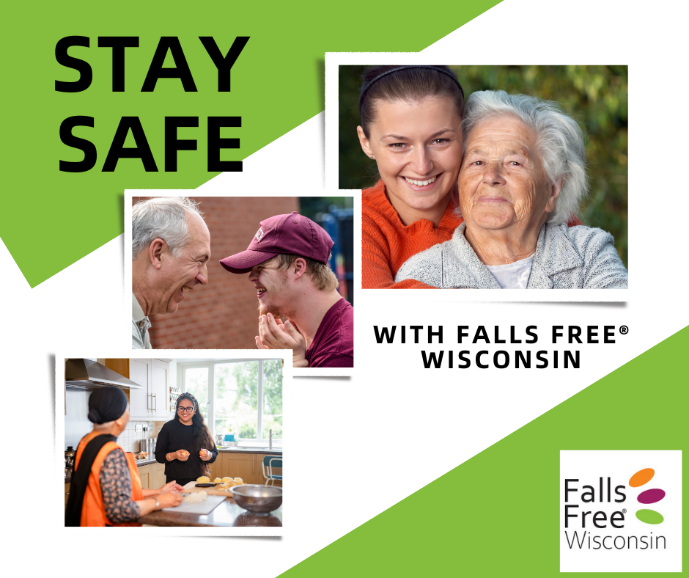 STAY
SAFE
WITH FALLS FREE®
WISCONSIN
Falls
Free®
Wisconsin